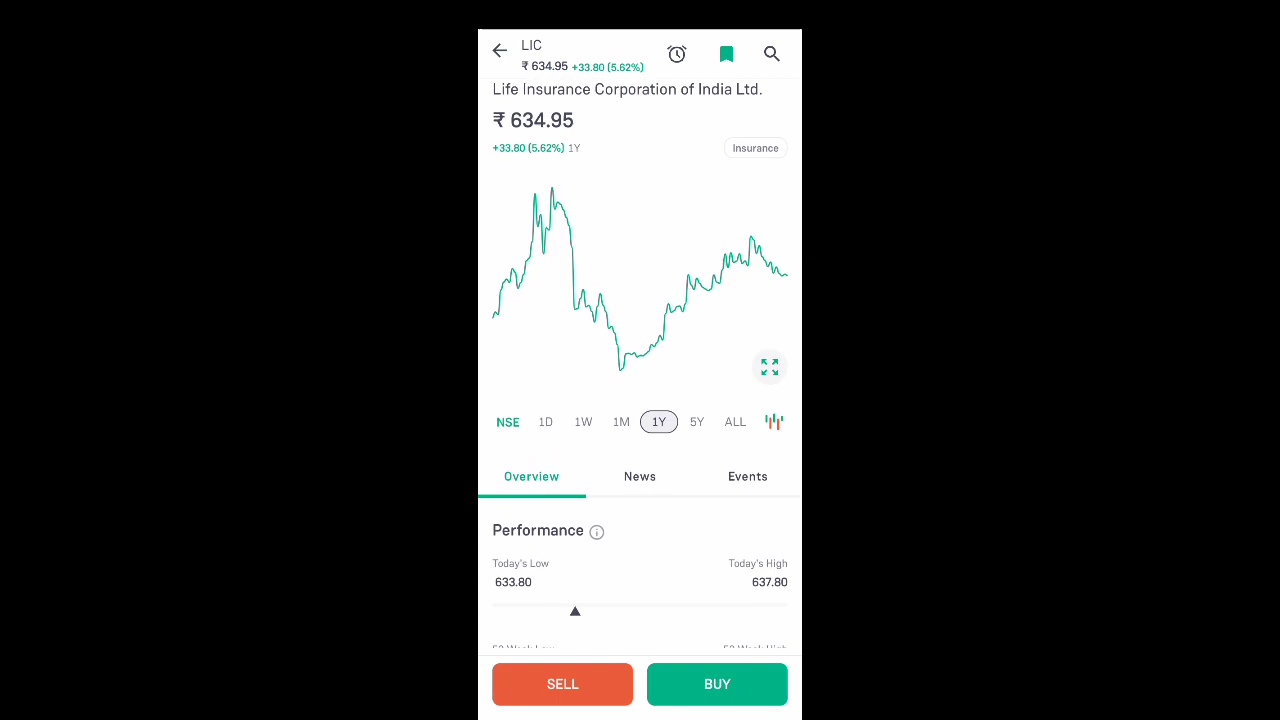 LIC
₹ 634.95 +33.80 (5.62%)
Life Insurance Corporation of India Ltd.
₹ 634.95
+33.80 (5.62%) 1Y
Insurance
NSE 1D 1W 1M 1Y 5Y ALL
Overview News Events
Performance
Today's Low Today's High
633.80 637.80
SELL BUY